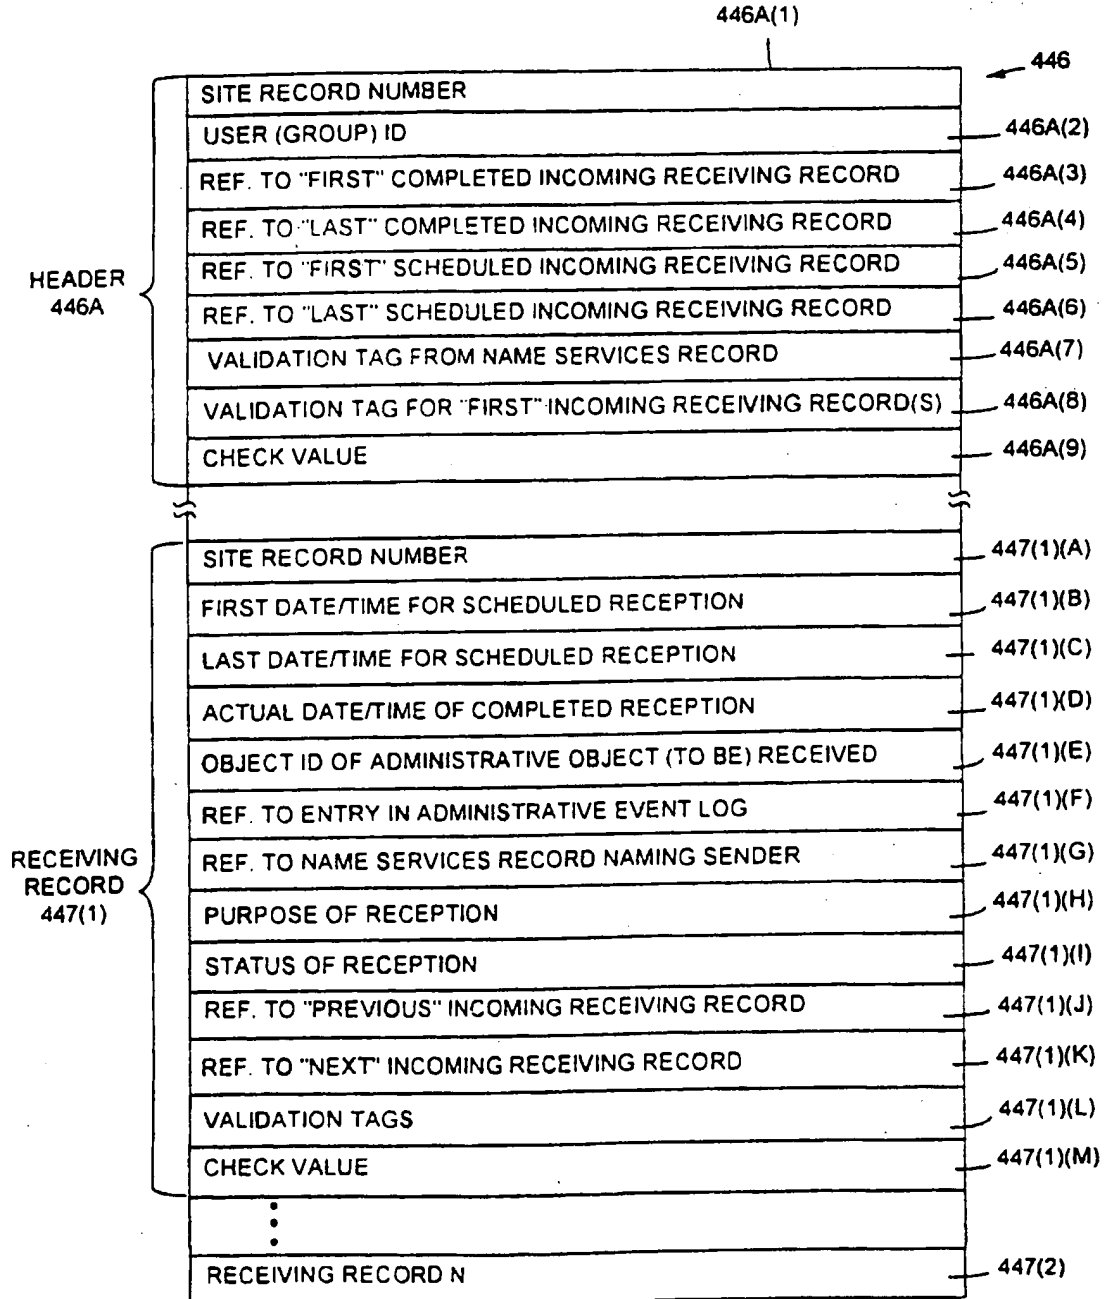 446A(1)
446
SITE RECORD NUMBER
USER (GROUP) ID 446A(2)
REF. TO "FIRST" COMPLETED INCOMING RECEIVING RECORD 446A(3)
REF. TO "LAST" COMPLETED INCOMING RECEIVING RECORD 446A(4)
REF. TO "FIRST" SCHEDULED INCOMING RECEIVING RECORD 446A(5)
HEADER
446A
REF. TO "LAST" SCHEDULED INCOMING RECEIVING RECORD 446A(6)
VALIDATION TAG FROM NAME SERVICES RECORD 446A(7)
VALIDATION TAG FOR "FIRST" INCOMING RECEIVING RECORD(S) 446A(8)
CHECK VALUE 446A(9)
SITE RECORD NUMBER 447(1)(A)
FIRST DATE/TIME FOR SCHEDULED RECEPTION 447(1)(B)
LAST DATE/TIME FOR SCHEDULED RECEPTION 447(1)(C)
ACTUAL DATE/TIME OF COMPLETED RECEPTION 447(1)(D)
OBJECT ID OF ADMINISTRATIVE OBJECT (TO BE) RECEIVED 447(1)(E)
REF. TO ENTRY IN ADMINISTRATIVE EVENT LOG 447(1)(F)
REF. TO NAME SERVICES RECORD NAMING SENDER 447(1)(G)
RECEIVING
RECORD
447(1)
PURPOSE OF RECEPTION 447(1)(H)
STATUS OF RECEPTION 447(1)(I)
REF. TO "PREVIOUS" INCOMING RECEIVING RECORD 447(1)(J)
REF. TO "NEXT" INCOMING RECEIVING RECORD 447(1)(K)
VALIDATION TAGS 447(1)(L)
CHECK VALUE 447(1)(M)
RECEIVING RECORD N 447(2)